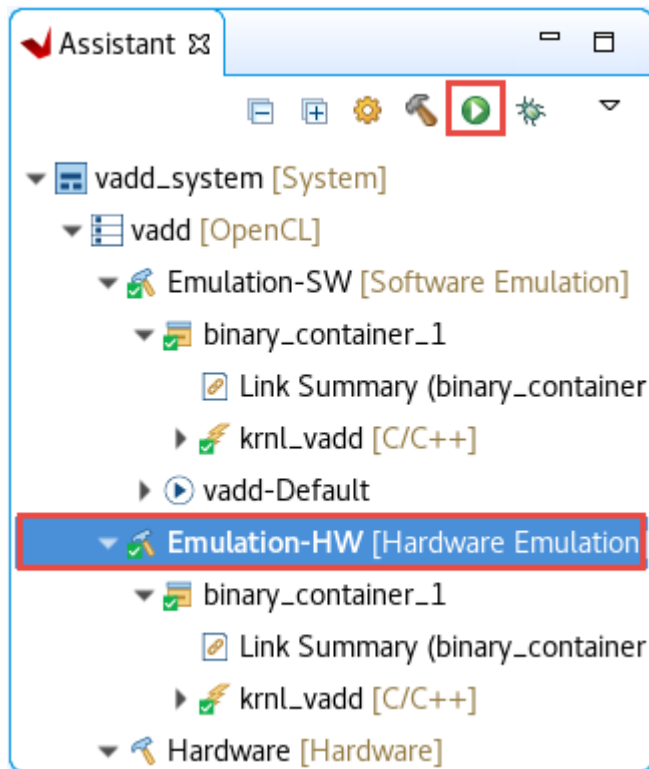 Assistant
vadd_system [System]
vadd [OpenCL]
Emulation-SW [Software Emulation]
binary_container_1
Link Summary (binary_container
krnl_vadd [C/C++]
vadd-Default
Emulation-HW [Hardware Emulation
binary_container_1
Link Summary (binary_container
krnl_vadd [C/C++]
Hardware [Hardware]